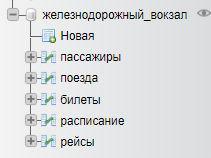 железнодорожный_вокзал
Новая
пассажиры
поезда
билеты
расписание
рейсы